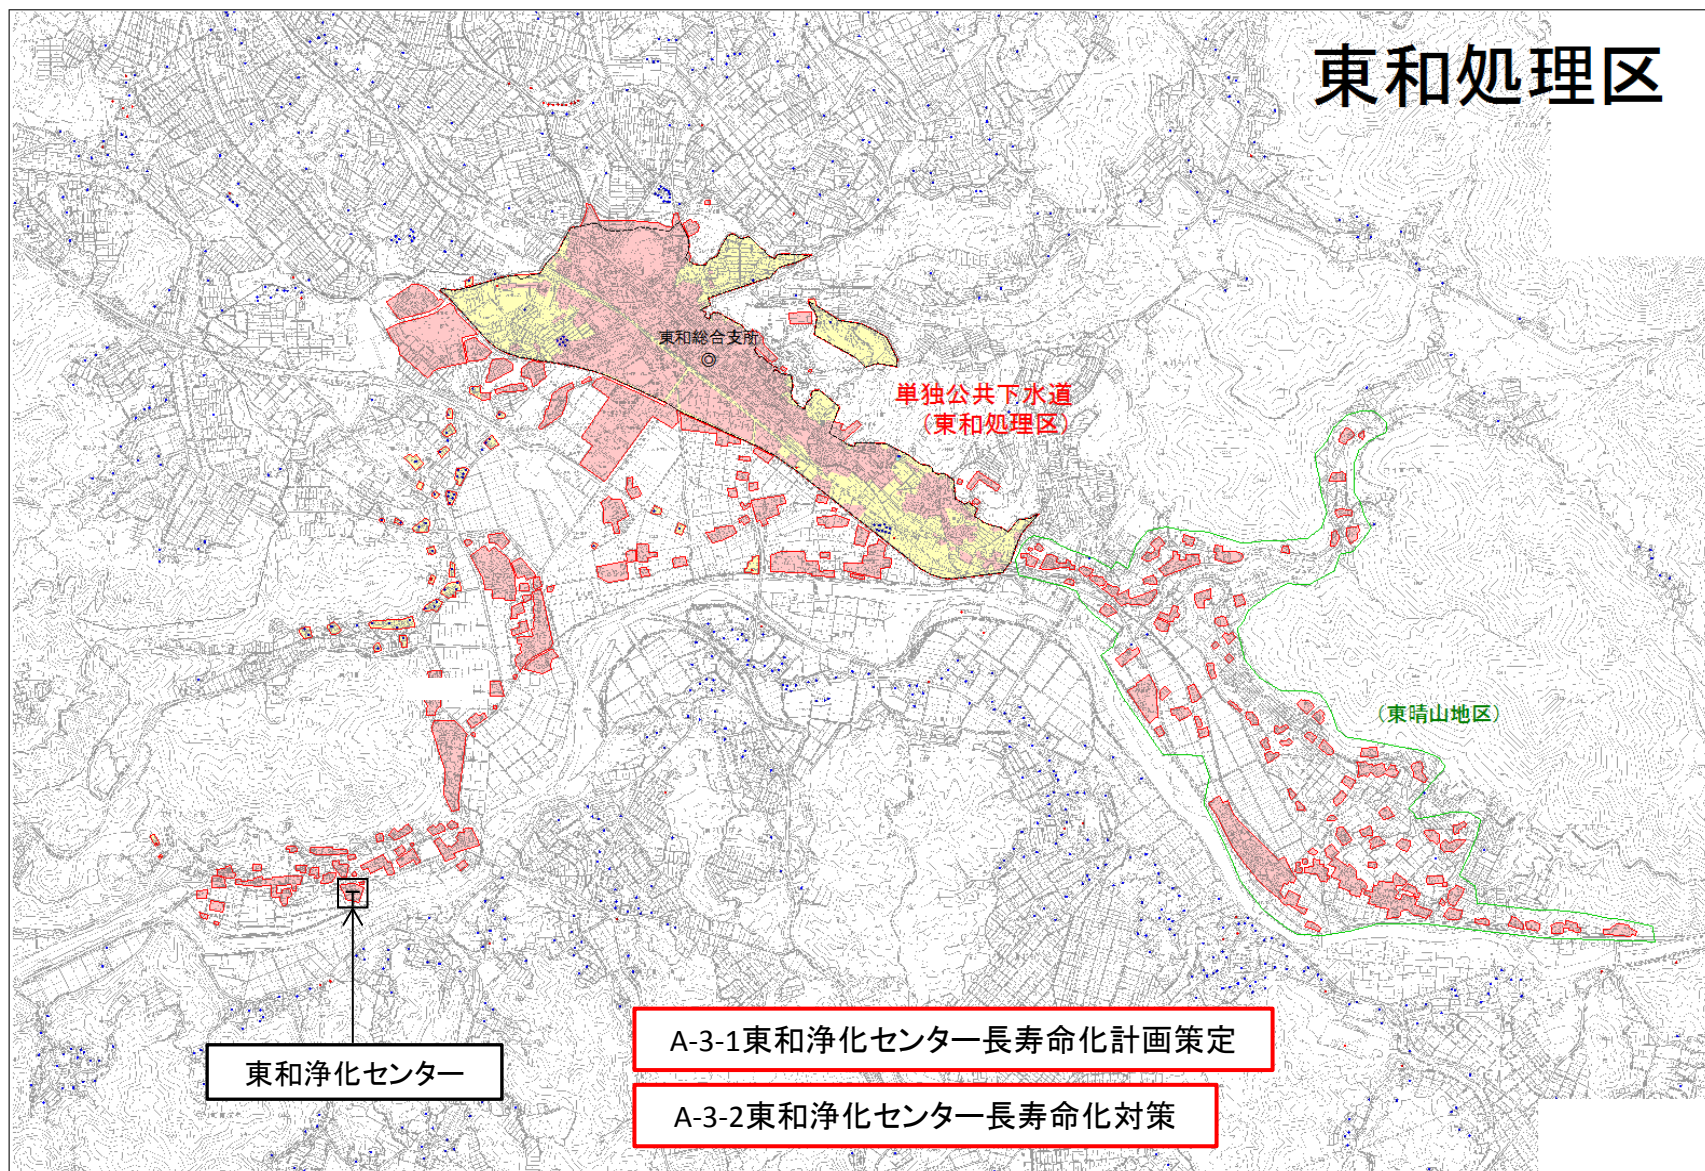 東和処理区
東和総合支所
単独公共下水道
(東和処理区)
(東晴山地区)
東和浄化センター
A-3-1東和浄化センター長寿命化計画策定
A-3-2東和浄化センター長寿命化対策